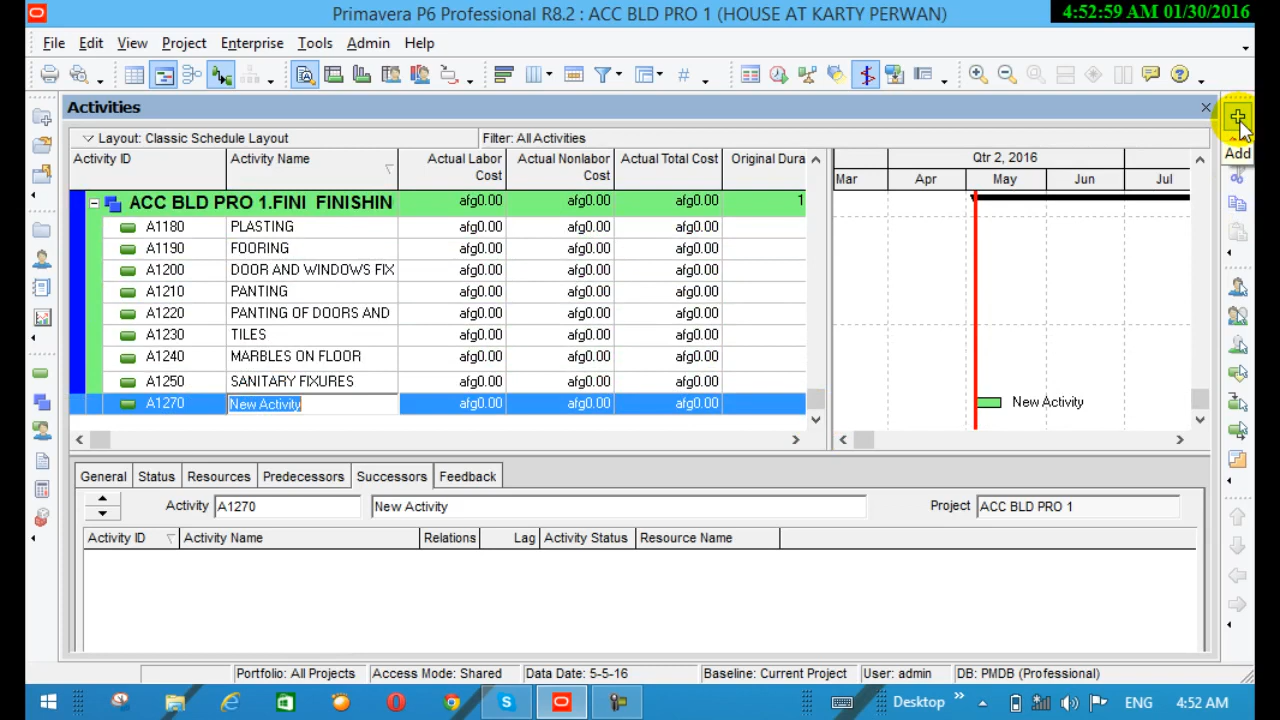 Primavera P6 Professional R8.2 : ACC BLD PRO 1 (HOUSE AT KARTY PERWAN)
4:52:59 AM 01/30/2016
File Edit View Project Enterprise Tools Admin Help
Activities
Add
Layout: Classic Schedule Layout Filter: All Activities
Activity ID Activity Name Actual Labor Cost Actual Nonlabor Cost Actual Total Cost Original Dura Qtr 2, 2016
Mar Apr May Jun Jul
ACC BLD PRO 1.FINI FINISHIN afg0.00 afg0.00 afg0.00 1
A1180 PLASTING afg0.00 afg0.00 afg0.00
A1190 FOORING afg0.00 afg0.00 afg0.00
A1200 DOOR AND WINDOWS FIX afg0.00 afg0.00 afg0.00
A1210 PANTING afg0.00 afg0.00 afg0.00
A1220 PANTING OF DOORS AND afg0.00 afg0.00 afg0.00
A1230 TILES afg0.00 afg0.00 afg0.00
A1240 MARBLES ON FLOOR afg0.00 afg0.00 afg0.00
A1250 SANITARY FIXURES afg0.00 afg0.00 afg0.00
A1270 New Activity afg0.00 afg0.00 afg0.00 New Activity
General Status Resources Predecessors Successors Feedback
Activity A1270 New Activity Project ACC BLD PRO 1
Activity ID Activity Name Relations Lag Activity Status Resource Name
Portfolio: All Projects Access Mode: Shared Data Date: 5-5-16 Baseline: Current Project User: admin DB: PMDB (Professional)
Desktop ENG 4:52 AM